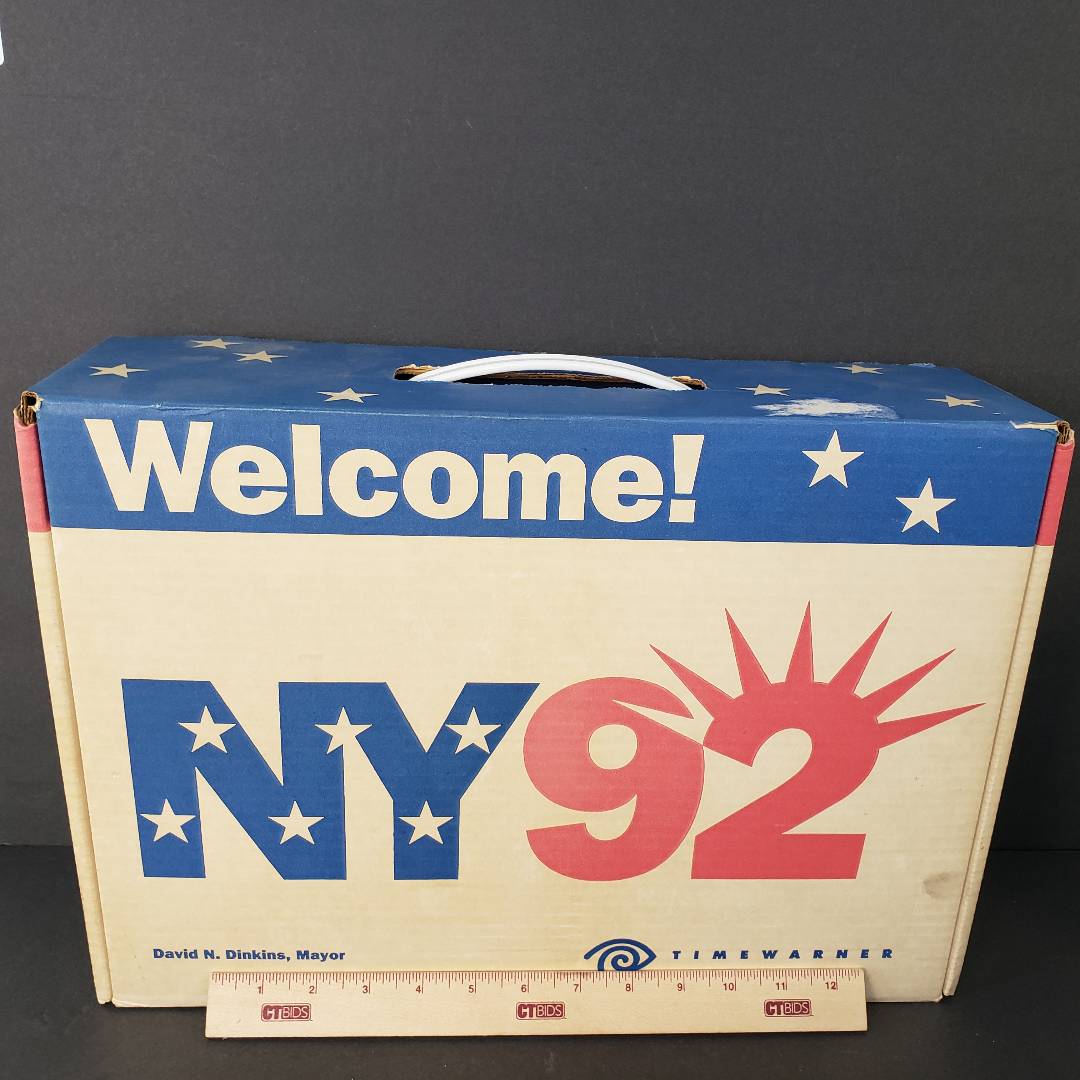 Welcome!
NY92
David N. Dinkins, Mayor
TIMEWARNER
1 2 3 4 5 6 7 8 9 10 11 12
CTBIDS CTBIDS CTBIDS